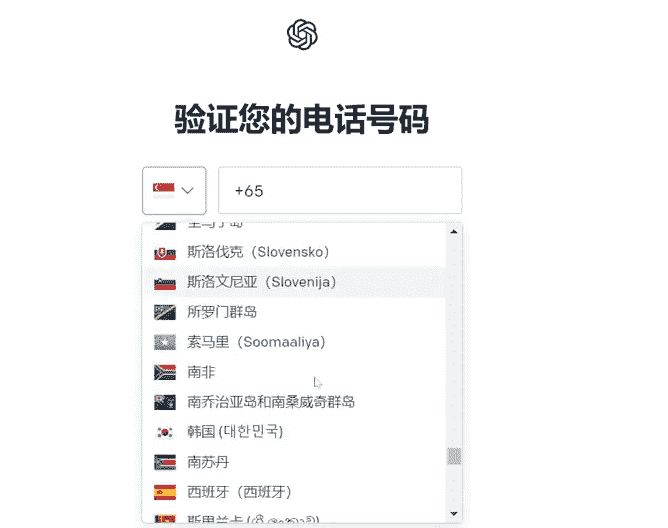 验证您的电话号码
+65
斯洛伐克（Slovensko）
斯洛文尼亚（Slovenija）
所罗门群岛
索马里（Soomaaliya）
南非
南乔治亚岛和南桑威奇群岛
韩国 (대한민국)
南苏丹
西班牙（西班牙）